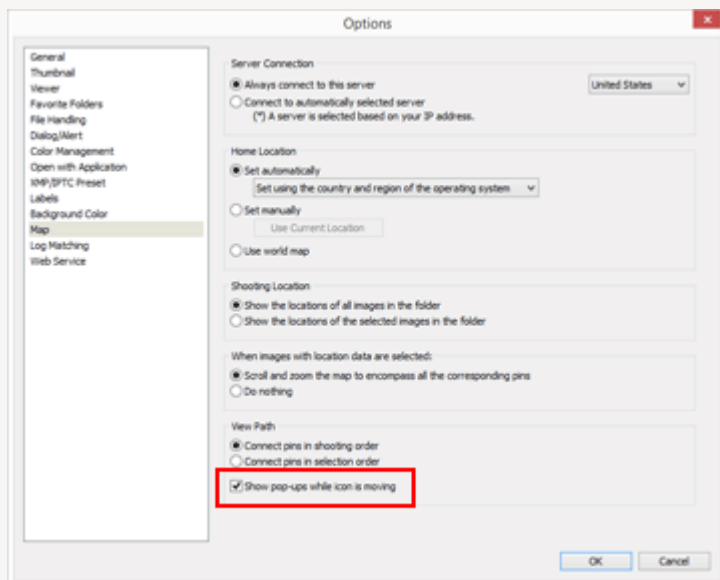 Options
General
Thumbnail
Viewer
Favorite Folders
File Handling
Dialog/Alert
Color Management
Open with Application
XMP/IPTC Preset
Labels
Background Color
Map
Log Matching
Web Service
Server Connection
Always connect to this server
United States
Connect to automatically selected server
(*) A server is selected based on your IP address.
Home Location
Set automatically
Set using the country and region of the operating system
Set manually
Use Current Location
Use world map
Shooting Location
Show the locations of all images in the folder
Show the locations of the selected images in the folder
When images with location data are selected:
Scroll and zoom the map to encompass all the corresponding pins
Do nothing
View Path
Connect pins in shooting order
Connect pins in selection order
Show pop-ups while icon is moving
OK
Cancel